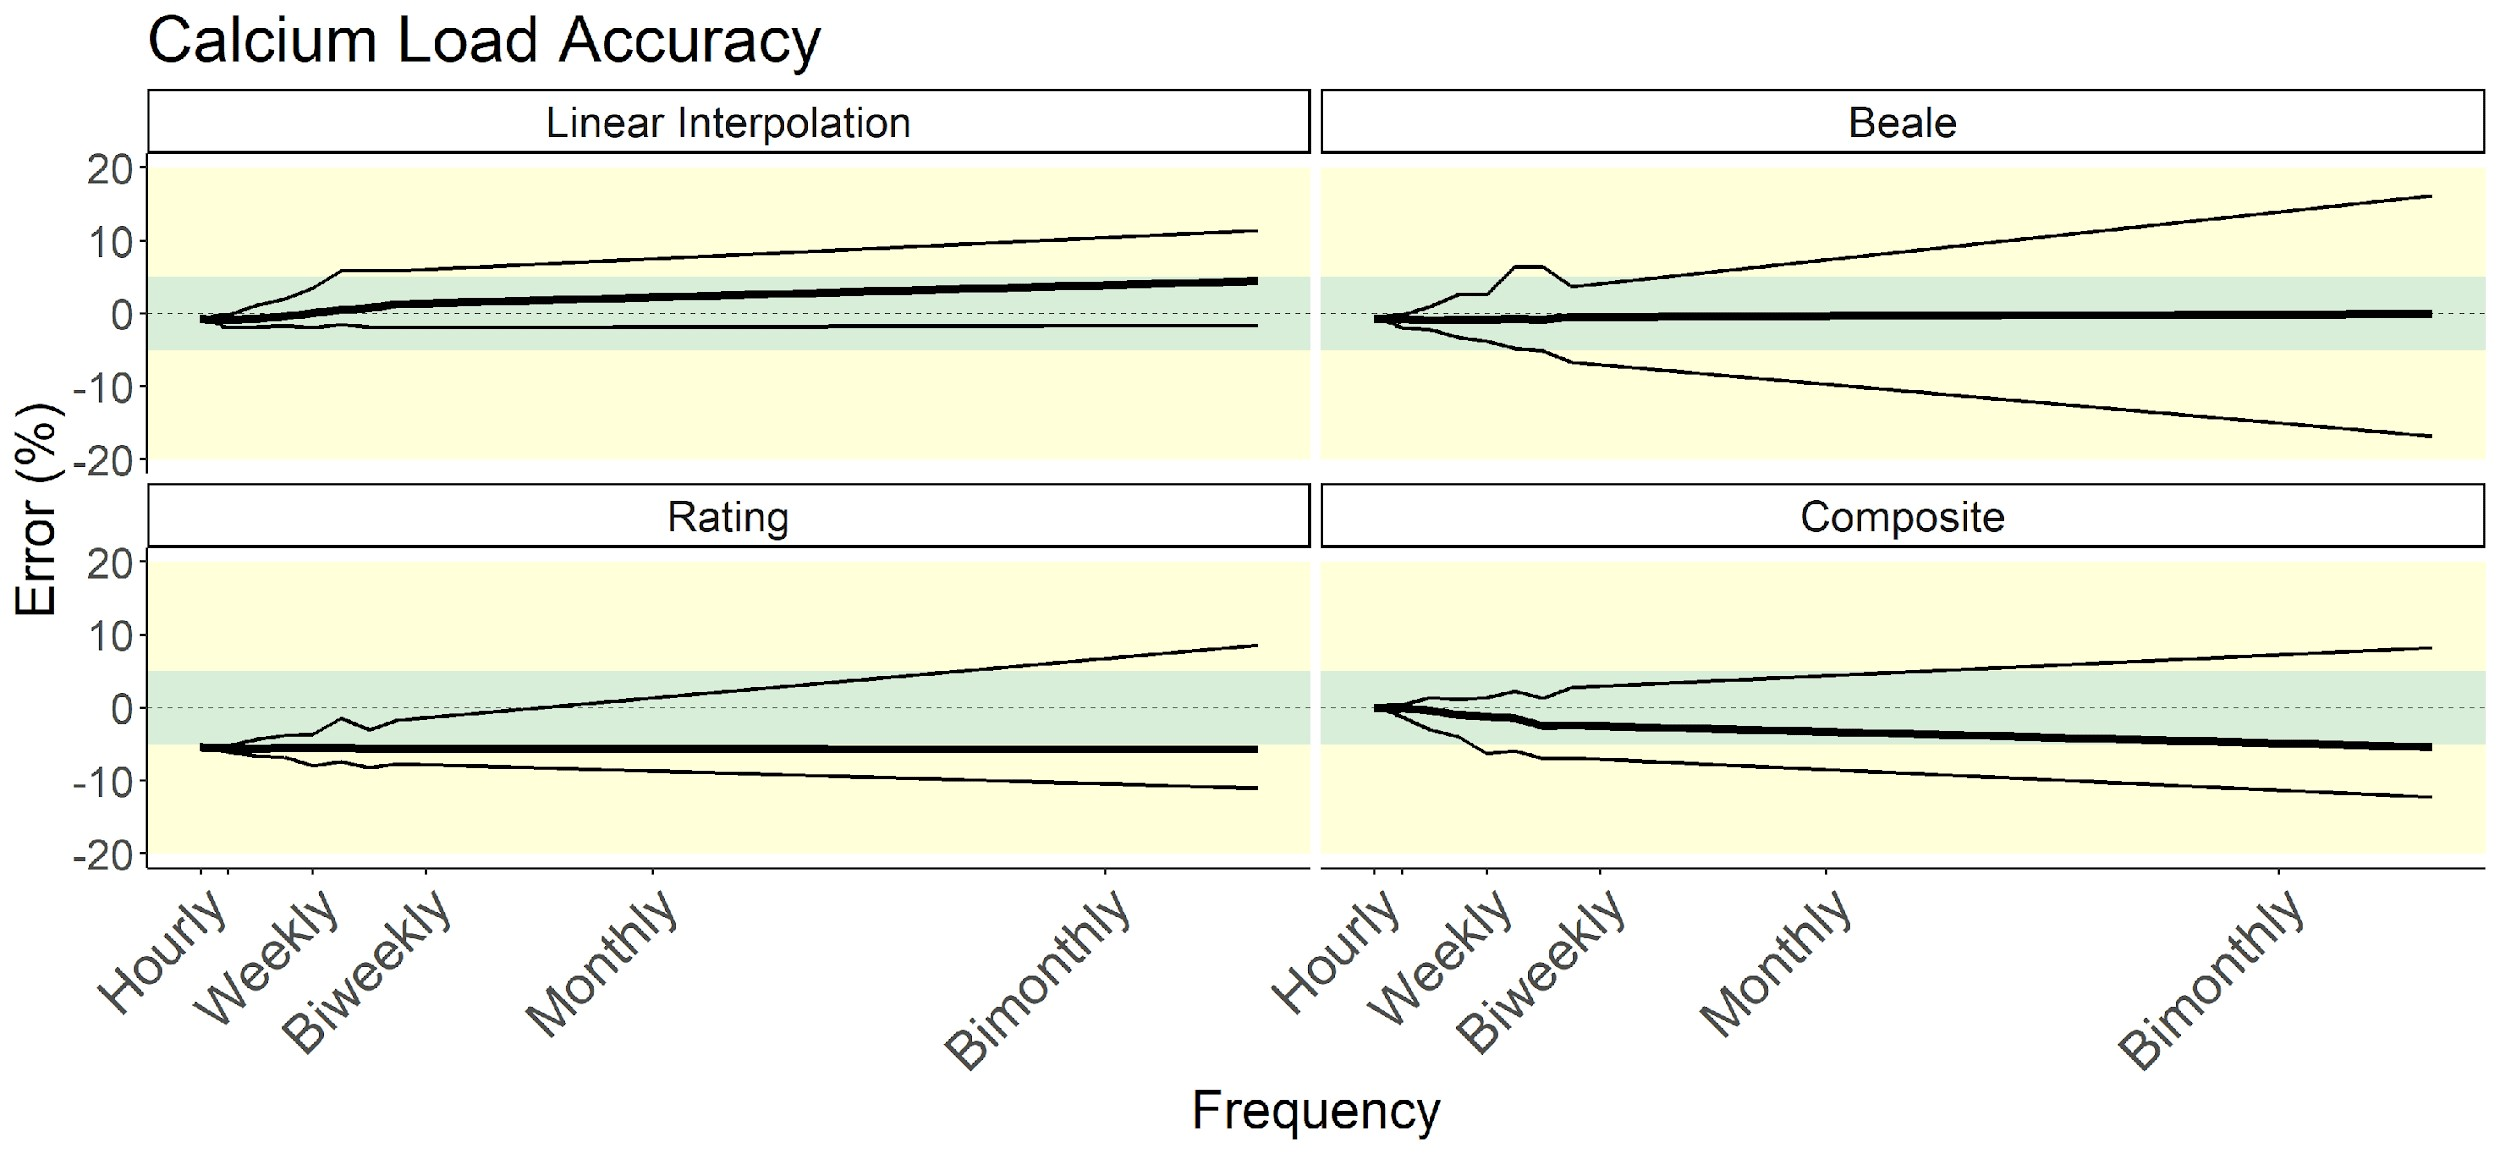 Calcium Load Accuracy
Linear Interpolation
Beale
20
10
0
-10
-20
Rating
Composite
20
10
0
-10
-20
Error (%)
Hourly
Weekly
Biweekly
Monthly
Bimonthly
Hourly
Weekly
Biweekly
Monthly
Bimonthly
Frequency